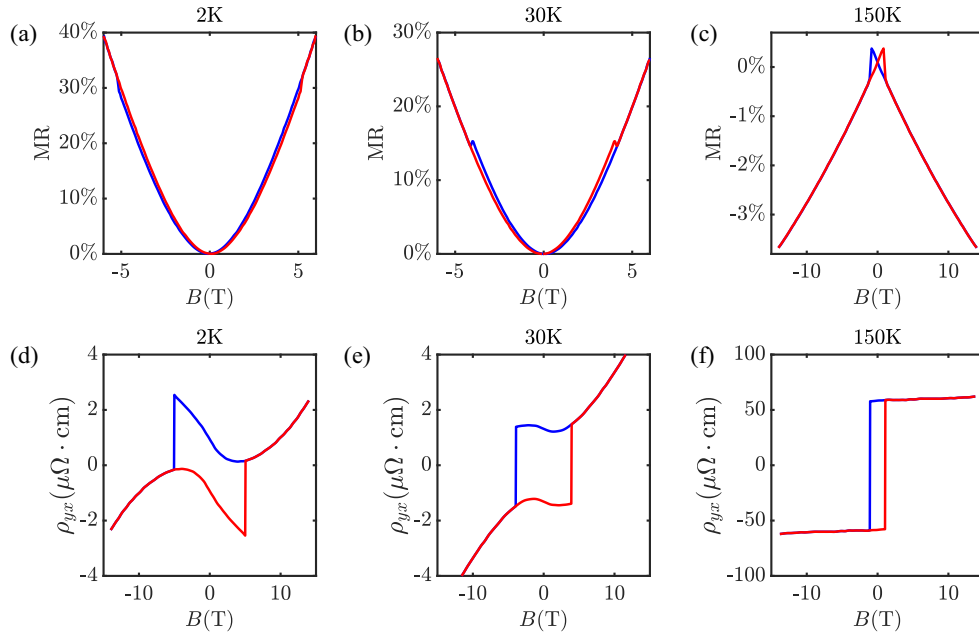 (a)
2K
40%
30%
20%
10%
0%
MR
-5
0
5
B(T)
(b)
30K
30%
20%
10%
0%
MR
-5
0
5
B(T)
(c)
150K
0%
-1%
-2%
-3%
MR
-10
0
10
B(T)
(d)
2K
4
2
0
-2
-4
ρyx(μΩ · cm)
-10
0
10
B(T)
(e)
30K
4
2
0
-2
-4
ρyx(μΩ · cm)
-10
0
10
B(T)
(f)
150K
100
50
0
-50
-100
ρyx(μΩ · cm)
-10
0
10
B(T)